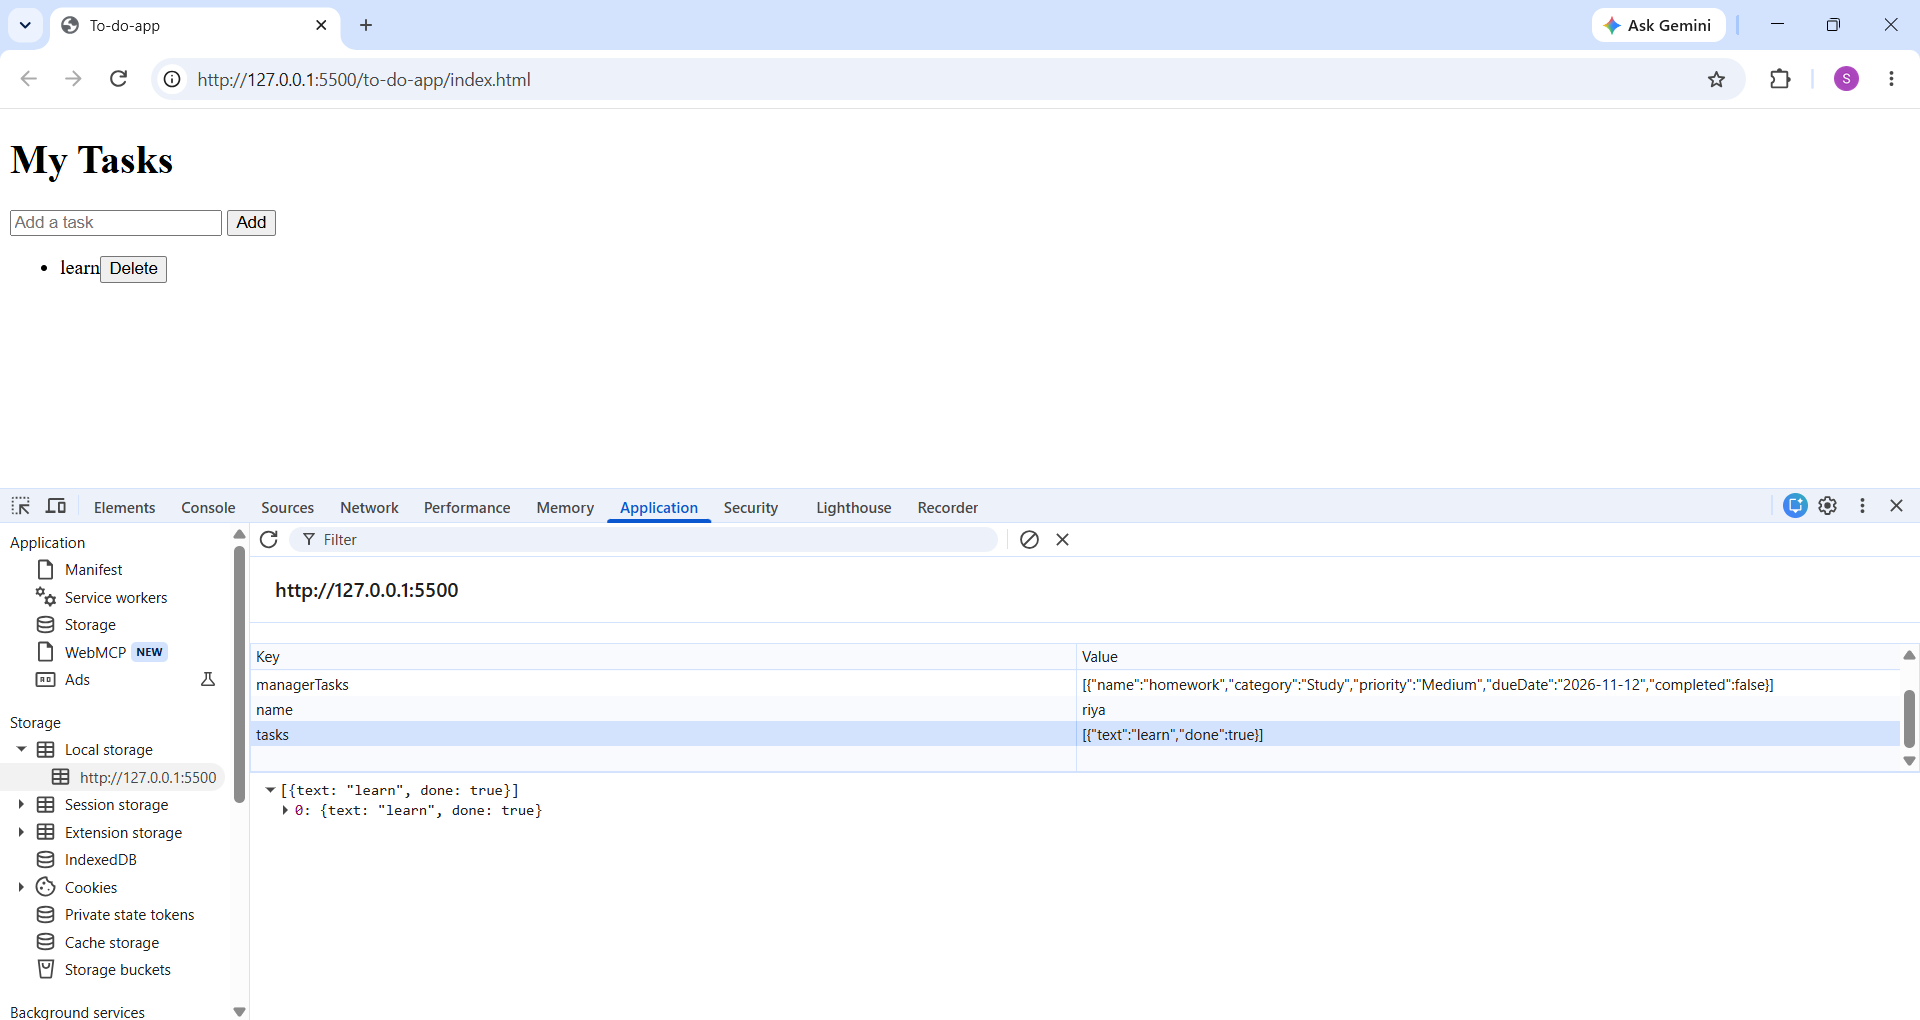 To-do-app
Ask Gemini
http://127.0.0.1:5500/to-do-app/index.html
S
My Tasks
Add a task Add
learn Delete
Elements Console Sources Network Performance Memory Application Security Lighthouse Recorder
Application
Manifest
Service workers
Storage
WebMCP NEW
Ads
Storage
Local storage
http://127.0.0.1:5500
Session storage
Extension storage
IndexedDB
Cookies
Private state tokens
Cache storage
Storage buckets
Background services
Filter
http://127.0.0.1:5500
Key Value
managerTasks [{"name":"homework","category":"Study","priority":"Medium","dueDate":"2026-11-12","completed":false}]
name riya
tasks [{"text":"learn","done":true}]
[{text: "learn", done: true}]
0: {text: "learn", done: true}